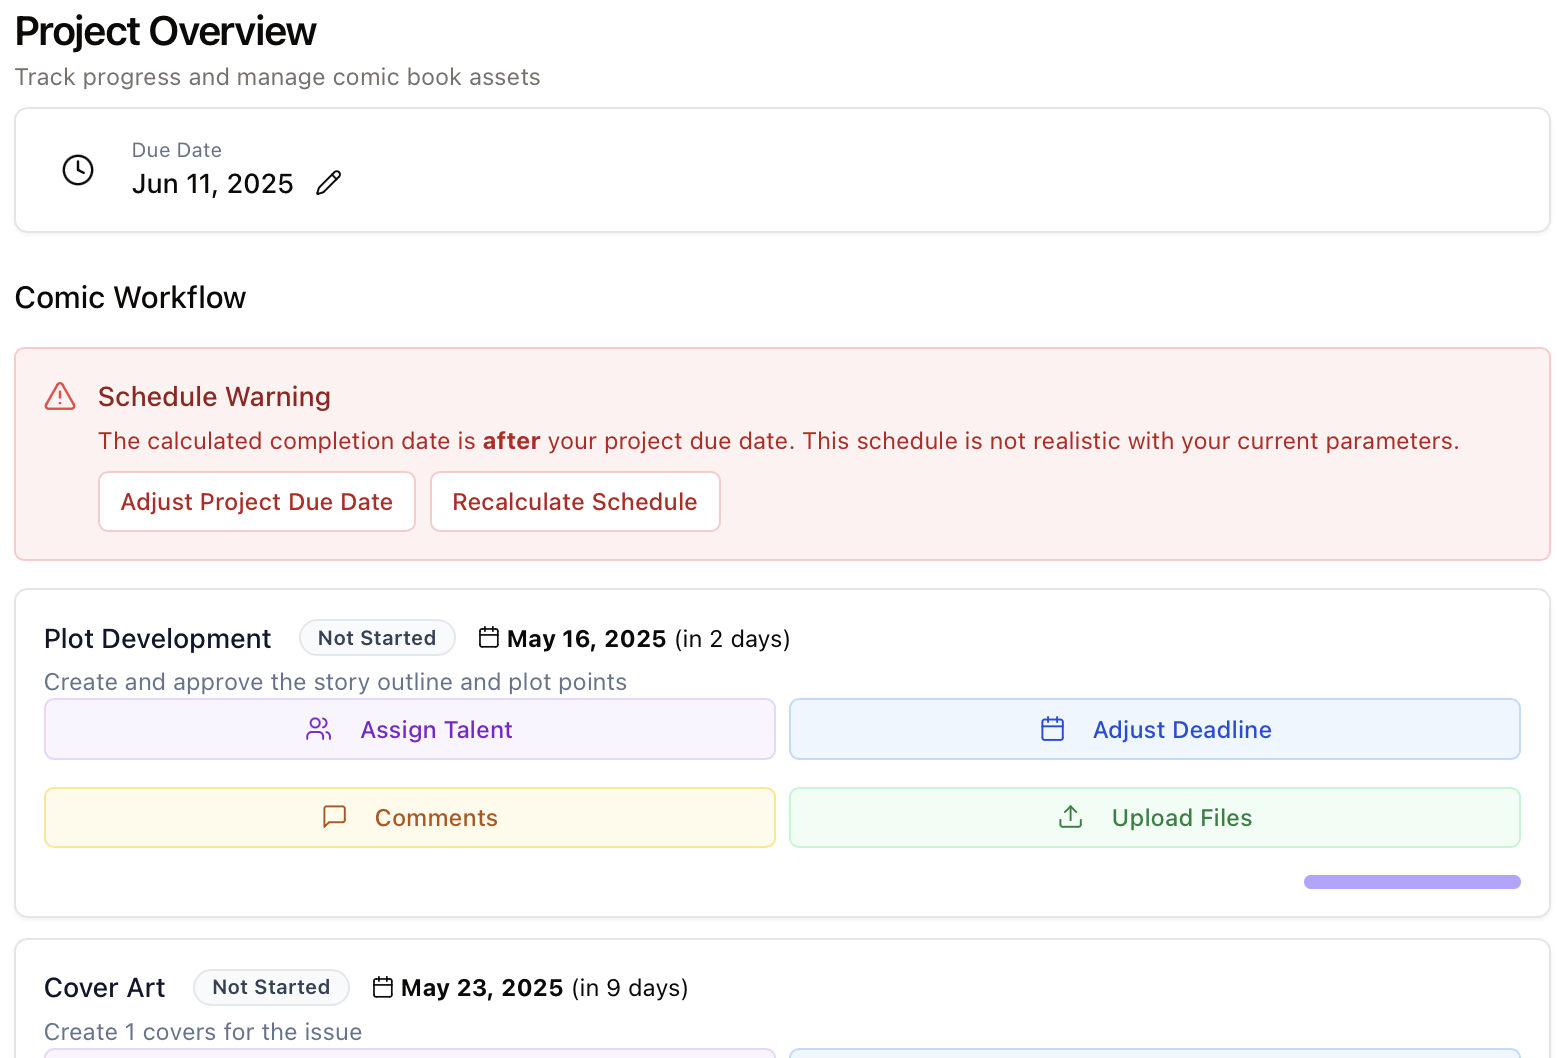 Project Overview
Track progress and manage comic book assets
Due Date
Jun 11, 2025
Comic Workflow
Schedule Warning
The calculated completion date is after your project due date. This schedule is not realistic with your current parameters.
Adjust Project Due Date Recalculate Schedule
Plot Development Not Started May 16, 2025 (in 2 days)
Create and approve the story outline and plot points
Assign Talent Adjust Deadline
Comments Upload Files
Cover Art Not Started May 23, 2025 (in 9 days)
Create 1 covers for the issue